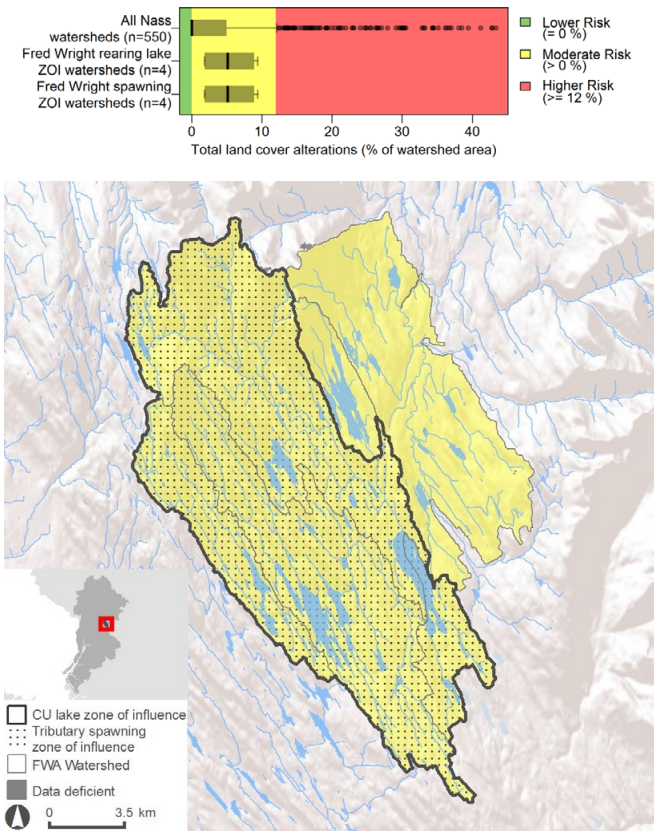 All Nass
watersheds (n=550)
Fred Wright rearing lake
ZOI watersheds (n=4)
Fred Wright spawning
ZOI watersheds (n=4)
0 10 20 30 40
Total land cover alterations (% of watershed area)
Lower Risk
(= 0 %)
Moderate Risk
(> 0 %)
Higher Risk
(>= 12 %)
CU lake zone of influence
Tributary spawning
zone of influence
FWA Watershed
Data deficient
0 3.5 km